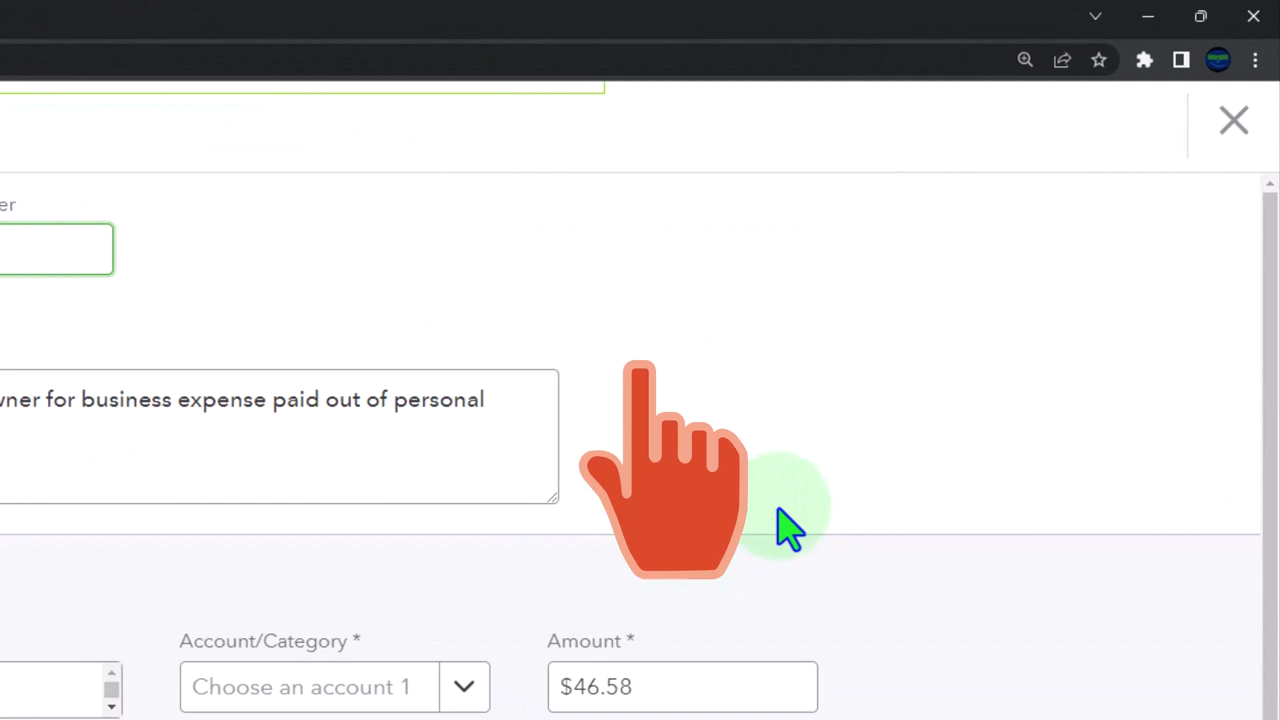 er
wner for business expense paid out of personal
Account/Category *
Amount *
Choose an account 1
$46.58